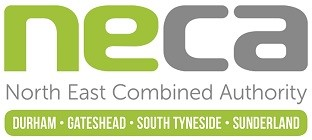 neca
North East Combined Authority
DURHAM • GATESHEAD • SOUTH TYNESIDE • SUNDERLAND